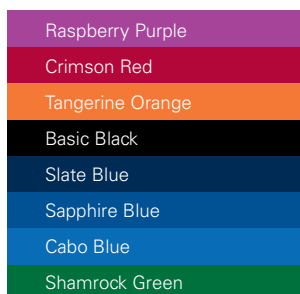 Raspberry Purple
Crimson Red
Tangerine Orange
Basic Black
Slate Blue
Sapphire Blue
Cabo Blue
Shamrock Green